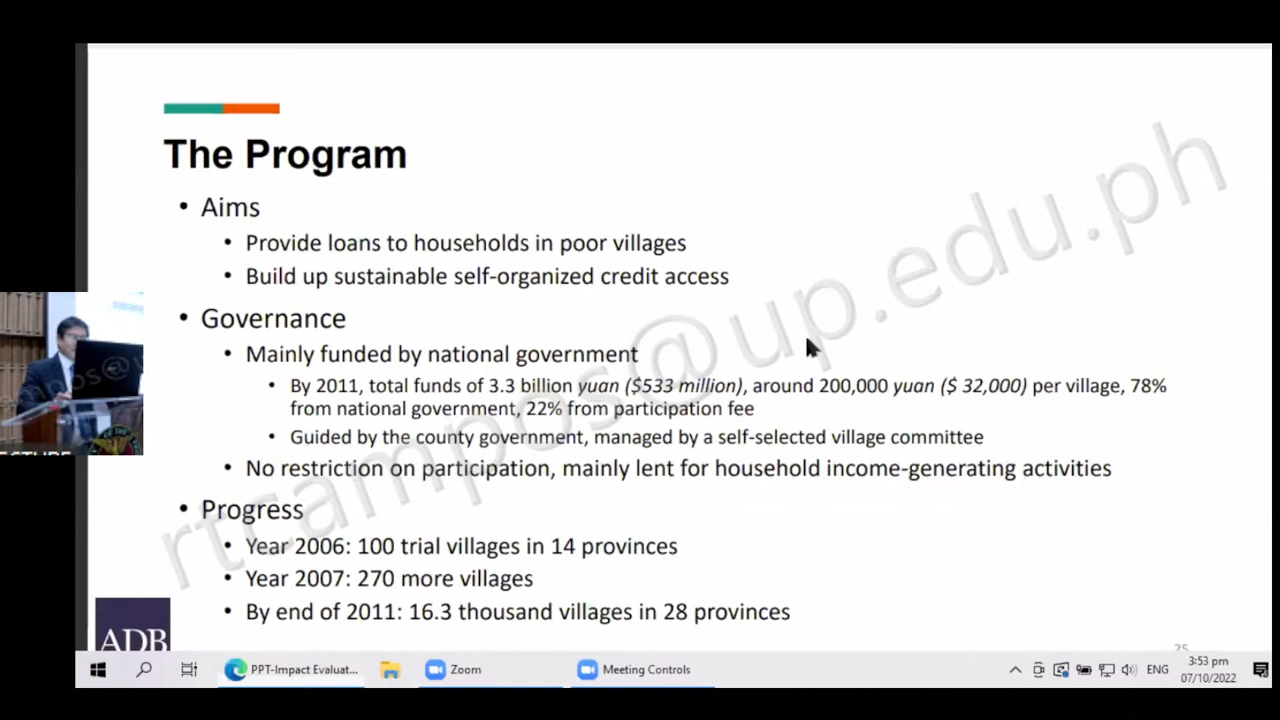 The Program
• Aims
• Provide loans to households in poor villages
• Build up sustainable self-organized credit access
• Governance
• Mainly funded by national government
• By 2011, total funds of 3.3 billion yuan ($533 million), around 200,000 yuan ($ 32,000) per village, 78%
from national government, 22% from participation fee
• Guided by the county government, managed by a self-selected village committee
• No restriction on participation, mainly lent for household income-generating activities
• Progress
• Year 2006: 100 trial villages in 14 provinces
• Year 2007: 270 more villages
• By end of 2011: 16.3 thousand villages in 28 provinces
rtcampos@up.edu.ph
ADB
25
PPT-Impact Evaluat...
Zoom
Meeting Controls
ENG
3:53 pm
07/10/2022